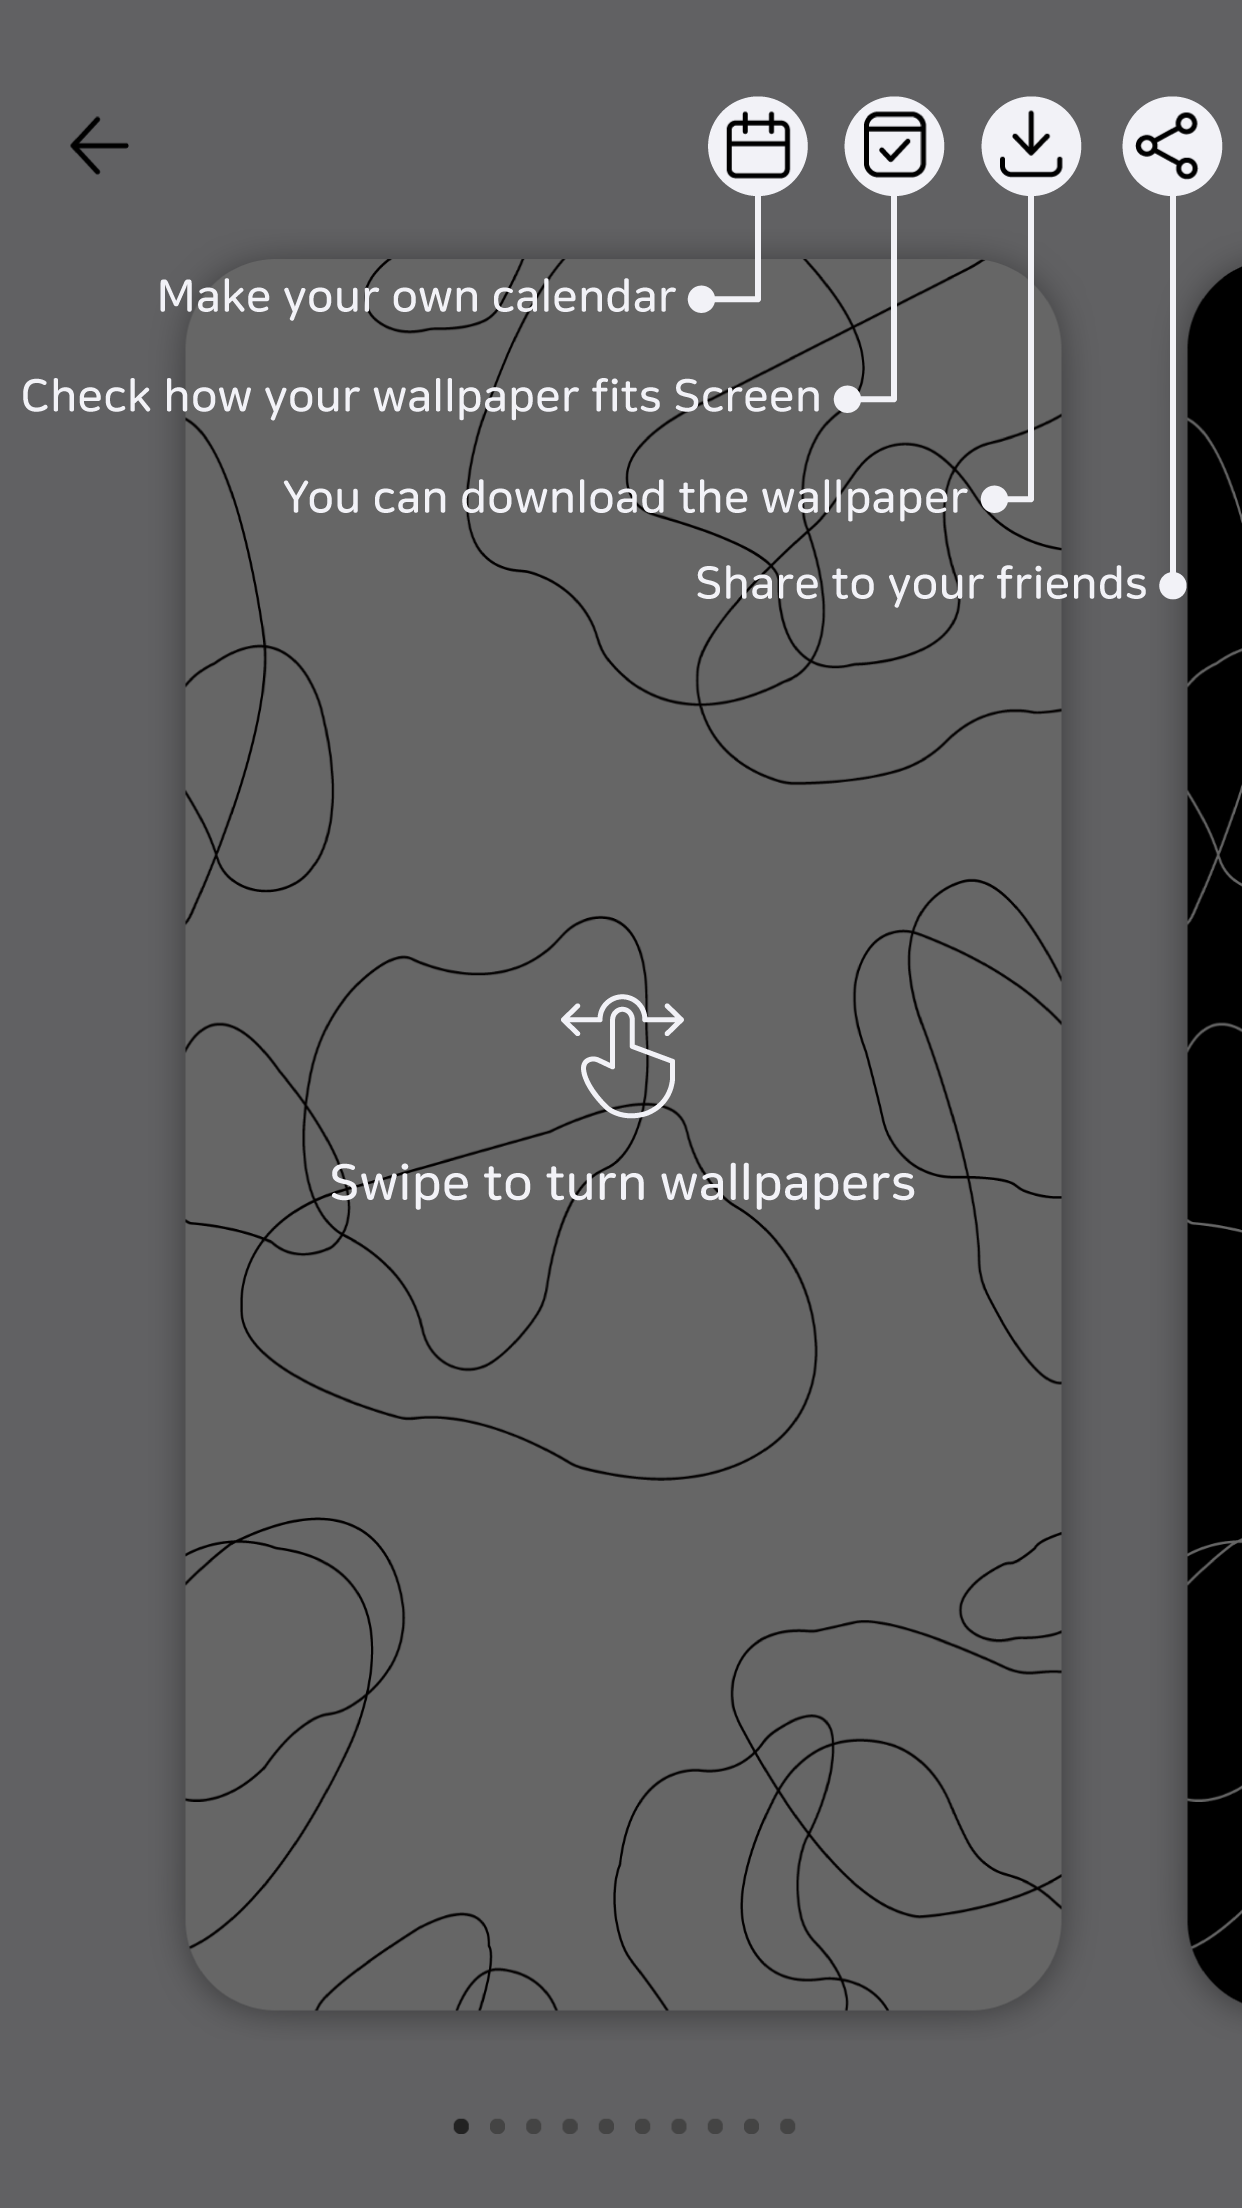 Make your own calendar
Check how your wallpaper fits Screen
You can download the wallpaper
Share to your friends
Swipe to turn wallpapers